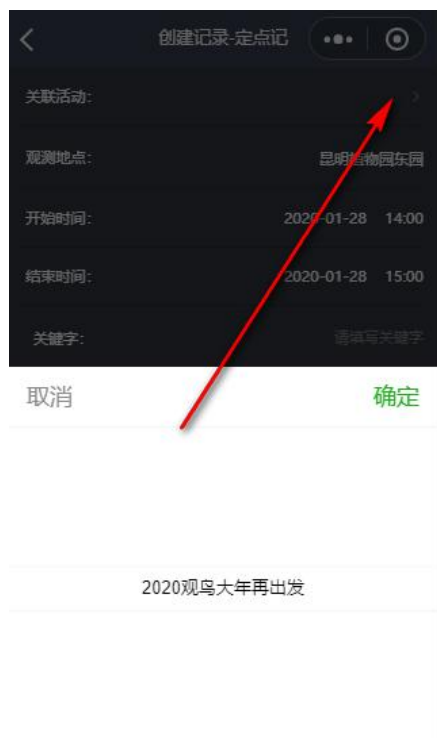 创建记录-定点记
关联活动:
观测地点: 昆明植物园东园
开始时间: 2020-01-28 14:00
结束时间: 2020-01-28 15:00
关键字: 请填写关键字
取消 确定
2020观鸟大年再出发